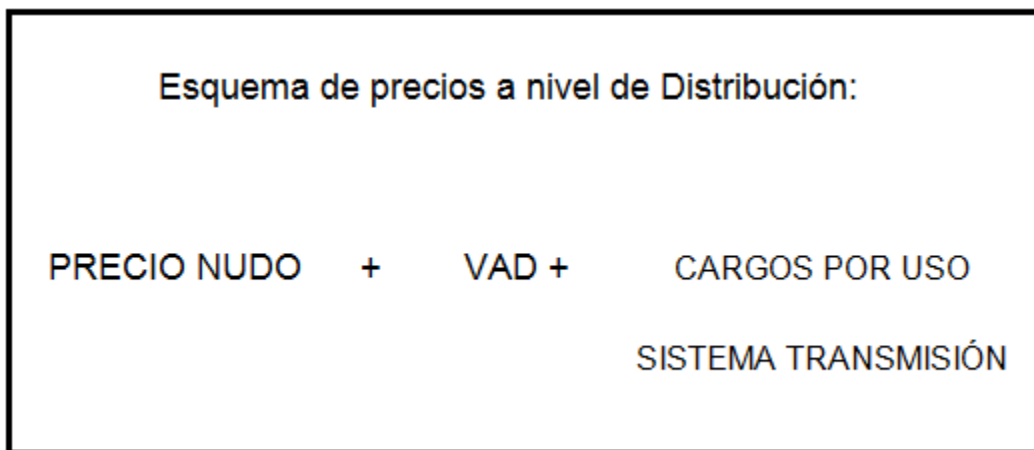 Esquema de precios a nivel de Distribución:
PRECIO NUDO + VAD + CARGOS POR USO
SISTEMA TRANSMISIÓN